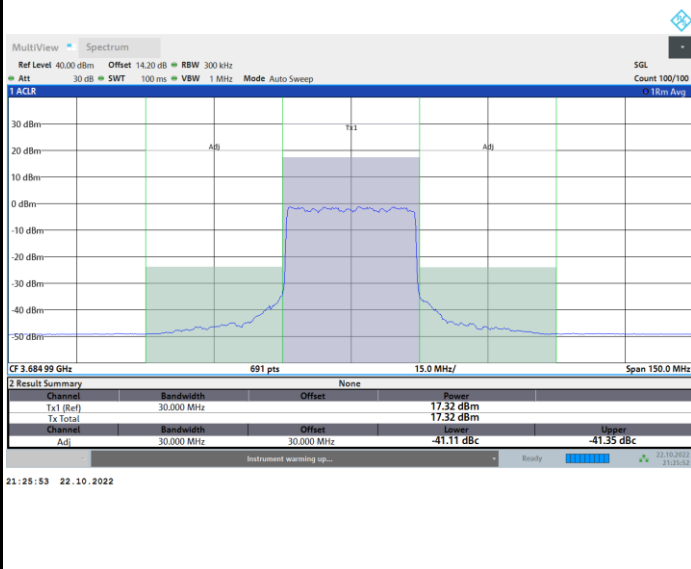 MultiView Spectrum
Ref Level 40.00 dBm Offset 14.20 dB RBW 300 kHz SGL
Att 30 dB SWT 100 ms VBW 1 MHz Mode Auto Sweep Count 100/100
1 ACLR 1Rm Avg
30 dBm
Tx1
20 dBm
Adj Adj
10 dBm
0 dBm
-10 dBm
-20 dBm
-30 dBm
-40 dBm
-50 dBm
CF 3.684 99 GHz 691 pts 15.0 MHz/ Span 150.0 MHz
2 Result Summary None
Channel Bandwidth Offset Power
Tx1 (Ref) 30.000 MHz 17.32 dBm
Tx Total 17.32 dBm
Channel Bandwidth Offset Lower Upper
Adj 30.000 MHz 30.000 MHz -41.11 dBc -41.35 dBc
Instrument warming up... Ready 22.10.2022
21:25:52
21:25:53 22.10.2022